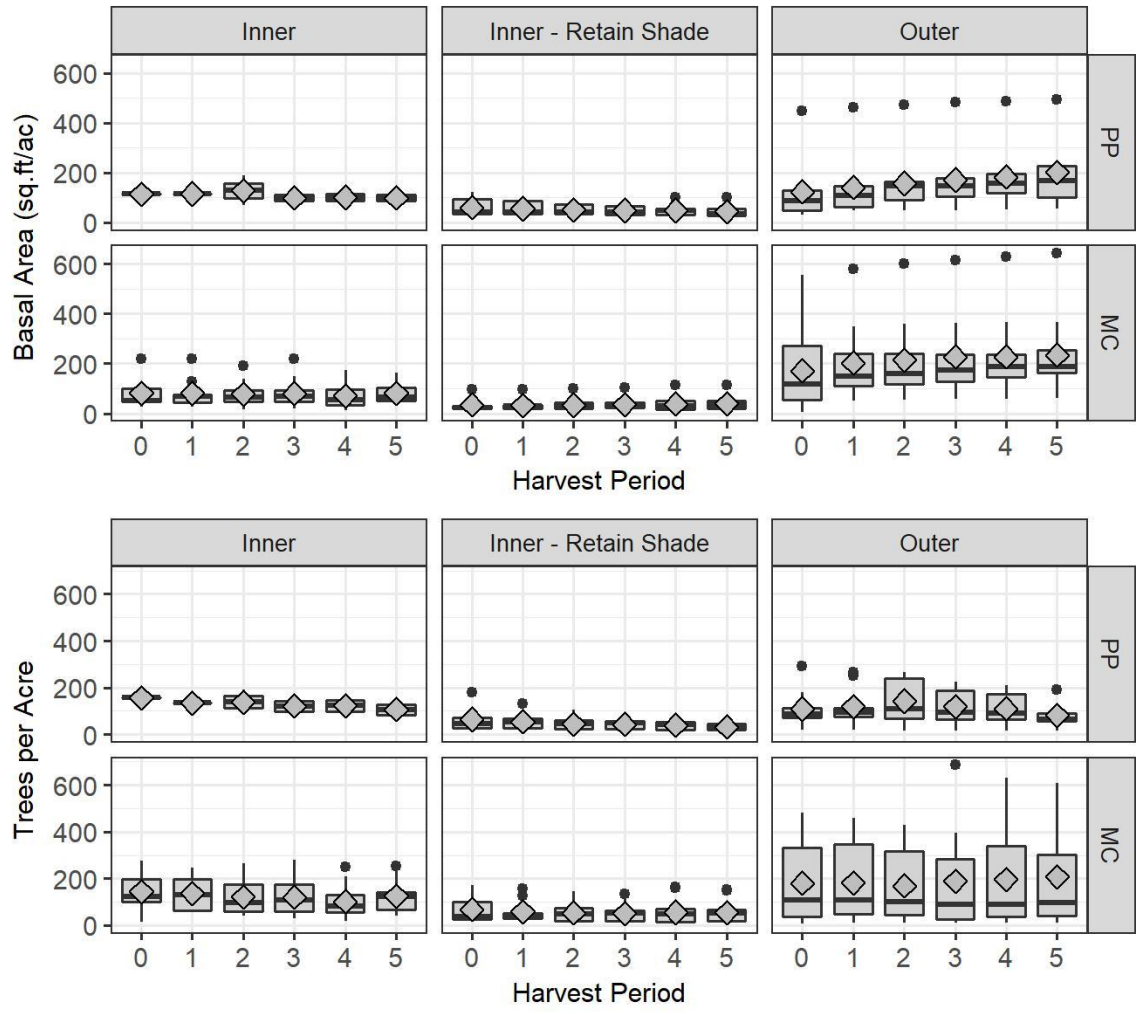 Inner Inner - Retain Shade Outer
Basal Area (sq.ft/ac)
600
400
200
0
PP
600
400
200
0
MC
0 1 2 3 4 5 0 1 2 3 4 5 0 1 2 3 4 5
Harvest Period
Inner Inner - Retain Shade Outer
Trees per Acre
600
400
200
0
PP
600
400
200
0
MC
0 1 2 3 4 5 0 1 2 3 4 5 0 1 2 3 4 5
Harvest Period